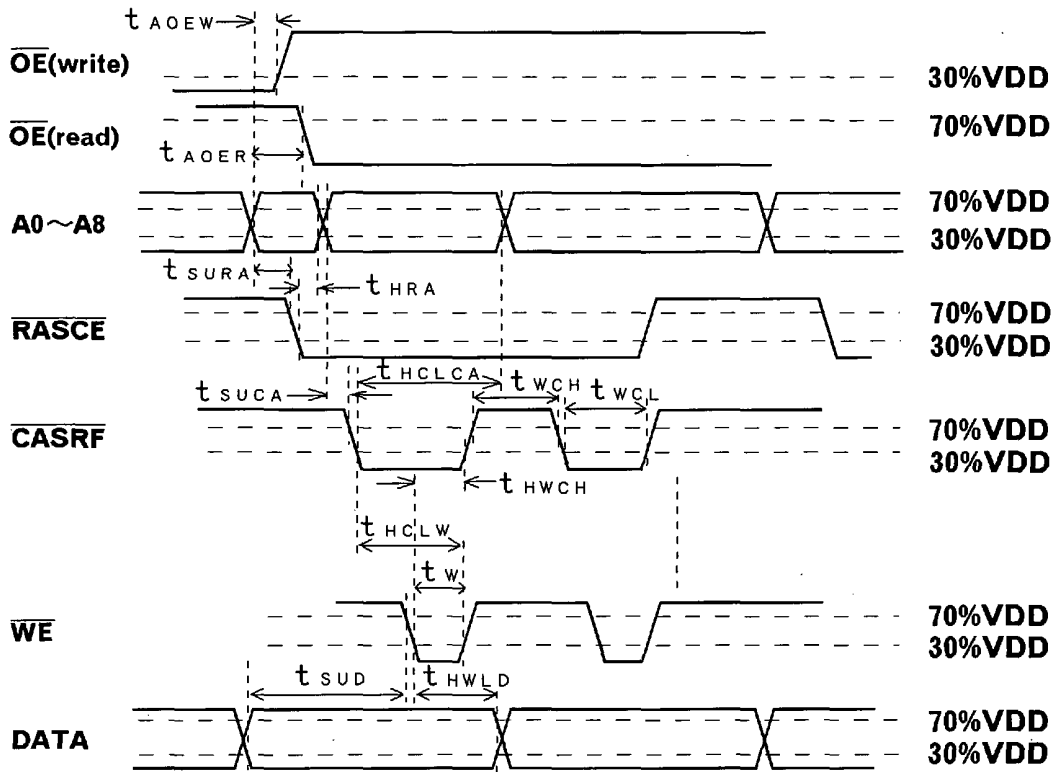 t AOEW
OE(write) 30%VDD
OE(read) 70%VDD
t AOER
A0～A8 70%VDD
30%VDD
t SURA
t HRA
RASCE 70%VDD
30%VDD
t HCLCA
t SUCA t WCH t WCL
CASRF 70%VDD
30%VDD
t HWCH
t HCLW
t W
WE 70%VDD
30%VDD
t SUD t HWLD
DATA 70%VDD
30%VDD